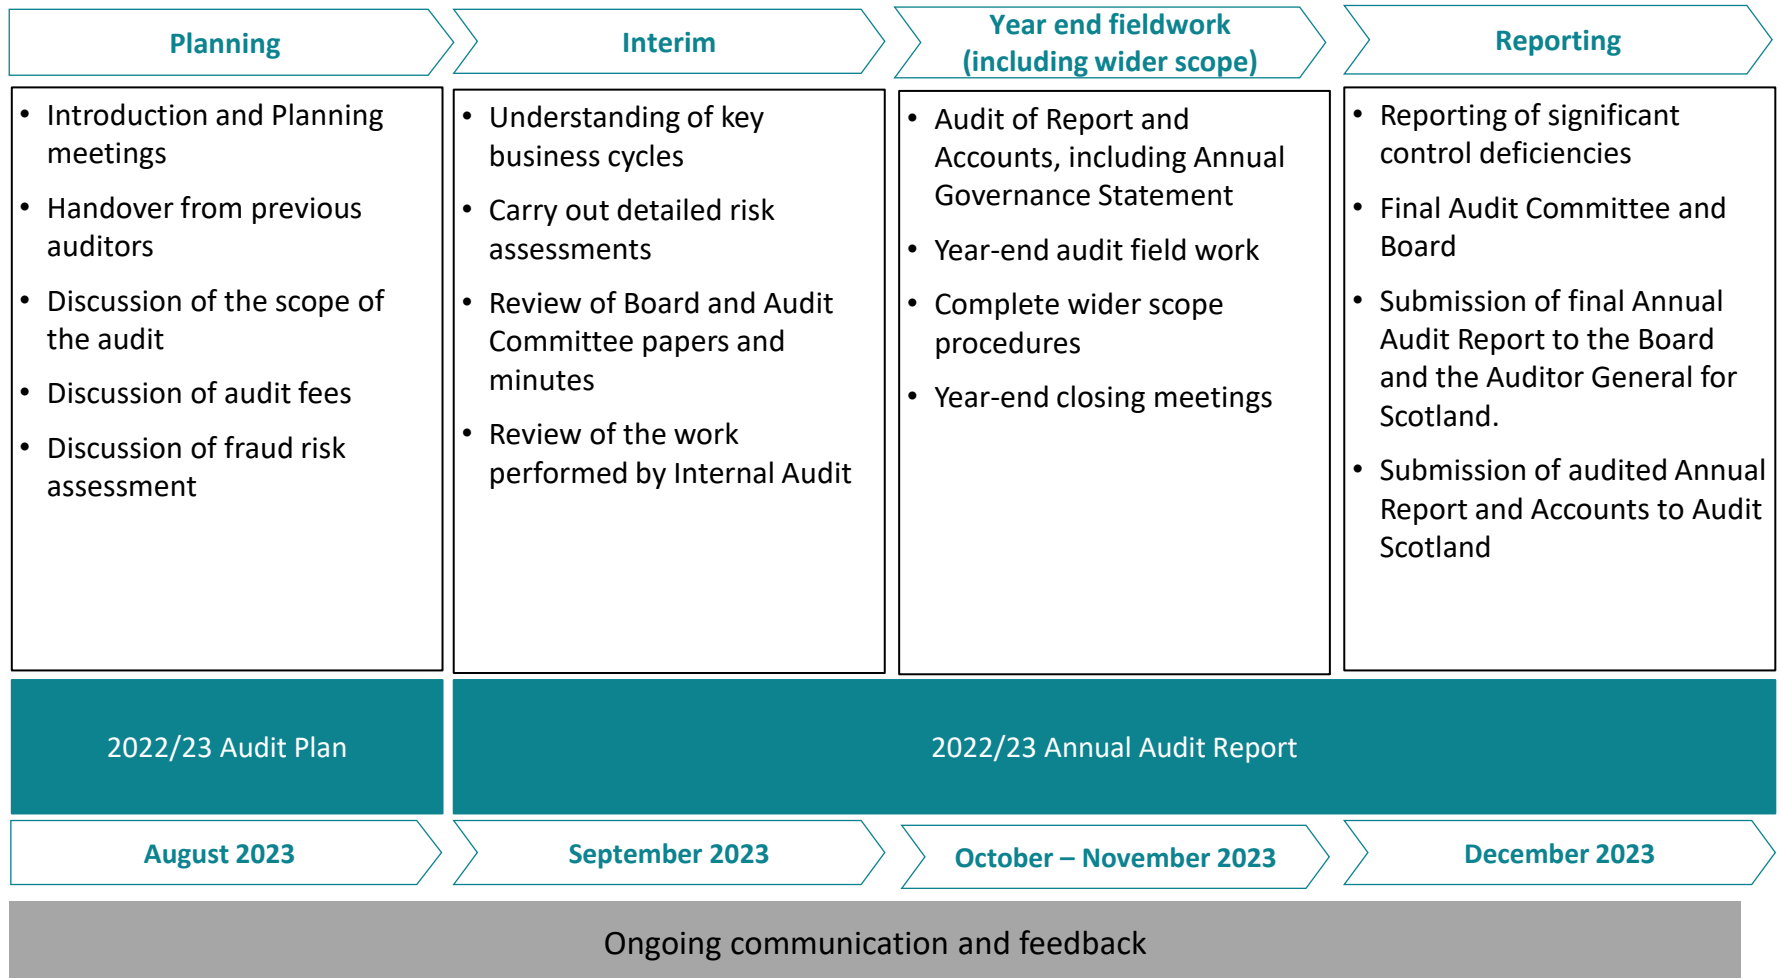 Planning
Interim
Year end fieldwork
(including wider scope)
Reporting
• Introduction and Planning
meetings
• Handover from previous
auditors
• Discussion of the scope of
the audit
• Discussion of audit fees
• Discussion of fraud risk
assessment
• Understanding of key
business cycles
• Carry out detailed risk
assessments
• Review of Board and Audit
Committee papers and
minutes
• Review of the work
performed by Internal Audit
• Audit of Report and
Accounts, including Annual
Governance Statement
• Year-end audit field work
• Complete wider scope
procedures
• Year-end closing meetings
• Reporting of significant
control deficiencies
• Final Audit Committee and
Board
• Submission of final Annual
Audit Report to the Board
and the Auditor General for
Scotland.
• Submission of audited Annual
Report and Accounts to Audit
Scotland
2022/23 Audit Plan
2022/23 Annual Audit Report
August 2023
September 2023
October – November 2023
December 2023
Ongoing communication and feedback